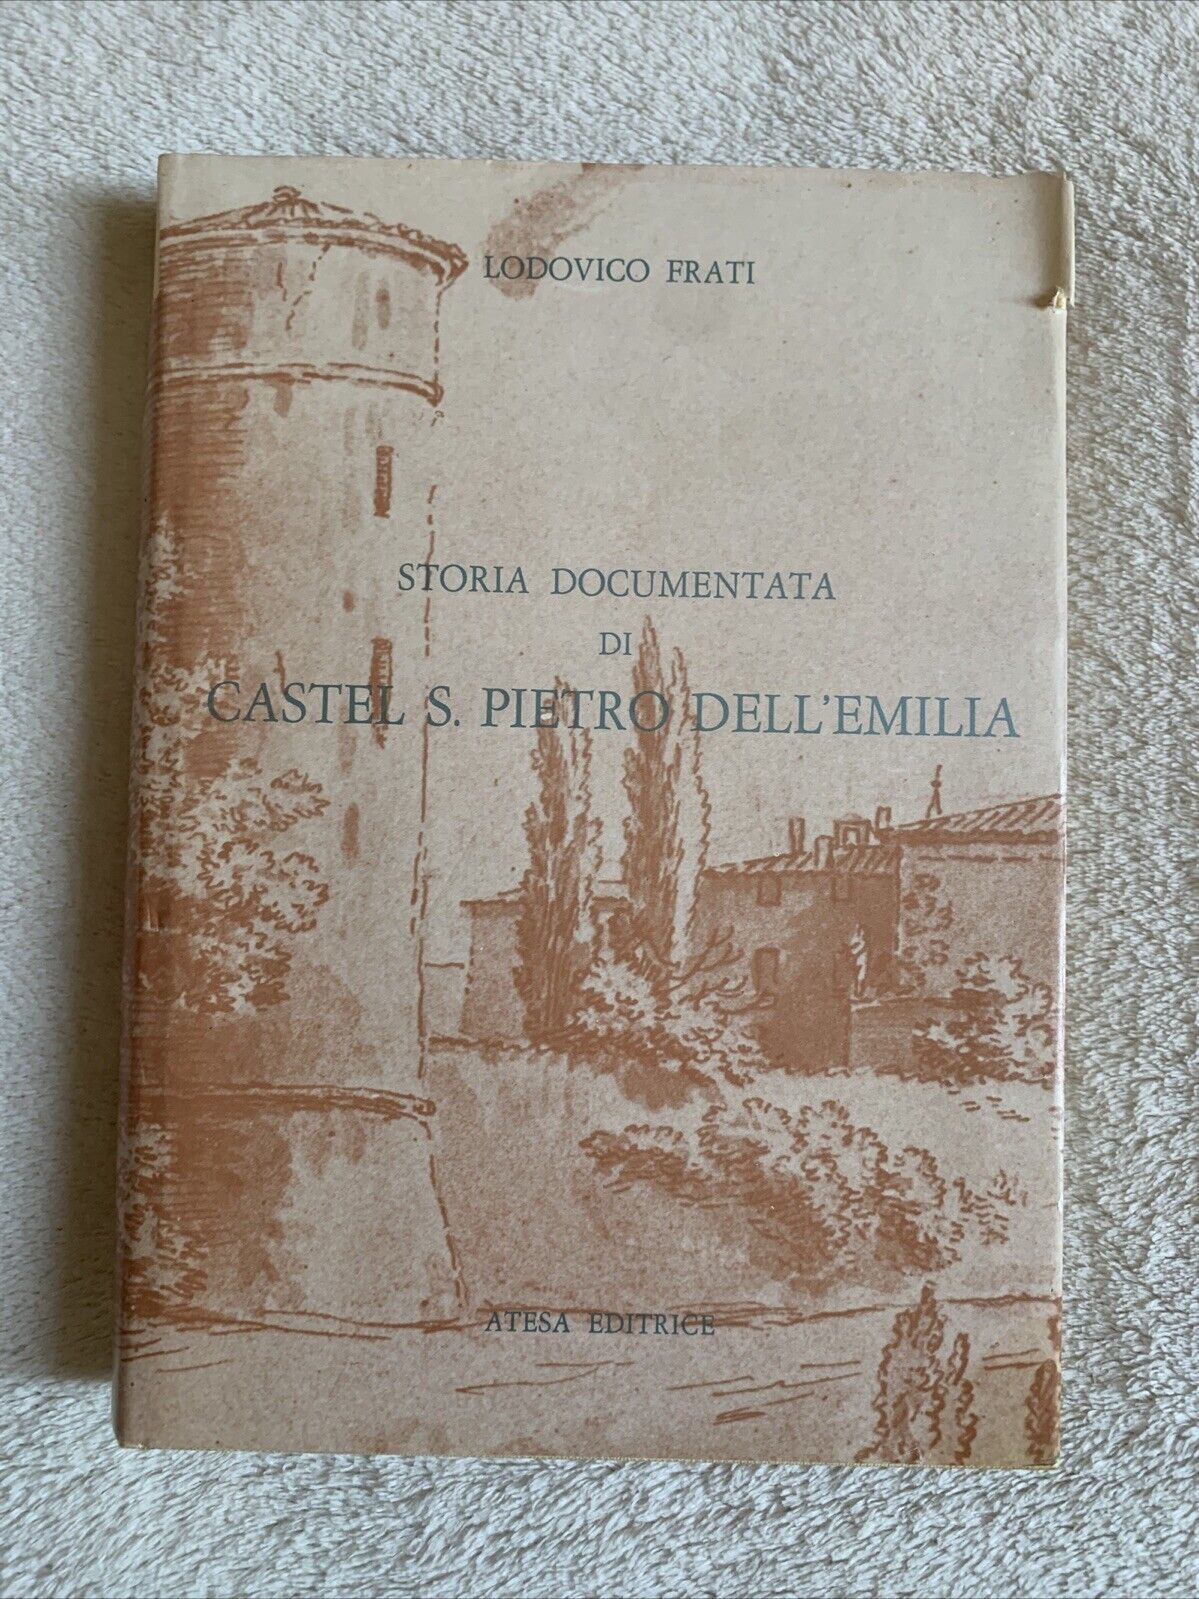 LODOVICO FRATI
STORIA DOCUMENTATA
DI
CASTEL S. PIETRO DELL'EMILIA
ATESA EDITRICE